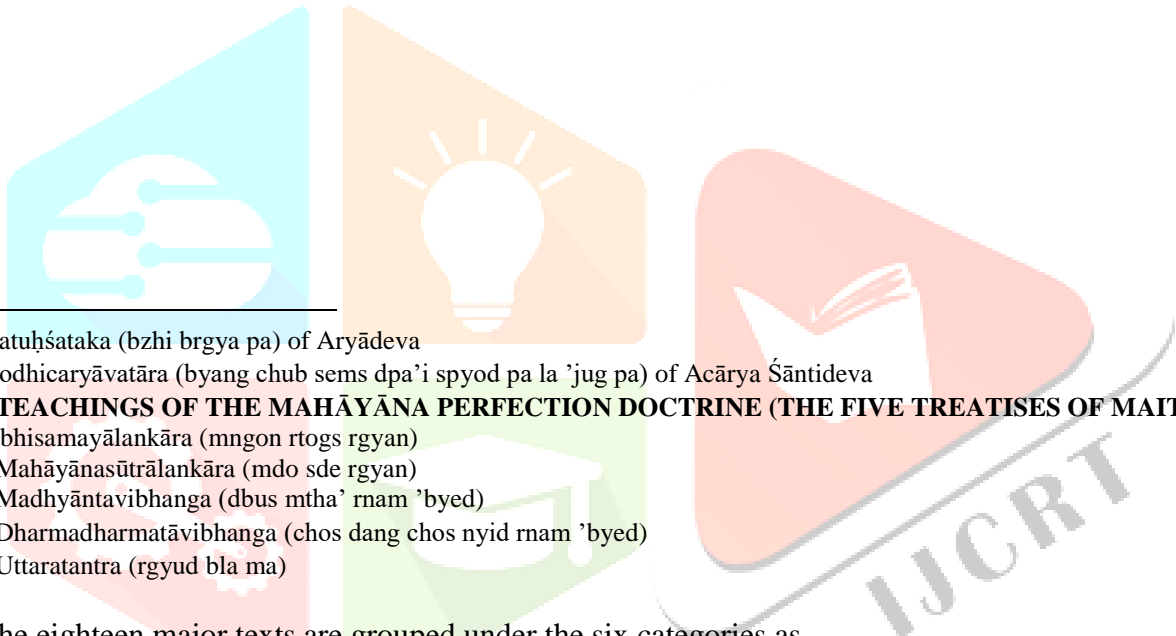 atuḥśataka (bzhi brgya pa) of Aryādeva
odhicaryāvatāra (byang chub sems dpa'i spyod pa la 'jug pa) of Acārya Śāntideva
TEACHINGS OF THE MAHĀYĀNA PERFECTION DOCTRINE (THE FIVE TREATISES OF MAIT
bhisamayālankāra (mngon rtogs rgyan)
Mahāyānasūtrālankāra (mdo sde rgyan)
Madhyāntavibhanga (dbus mtha’ rnam ’byed)
Dharmadharmatāvibhanga (chos dang chos nyid rnam ’byed)
Uttaratantra (rgyud bla ma)
he eighteen major texts are grouped under the six categories as
IJCRT